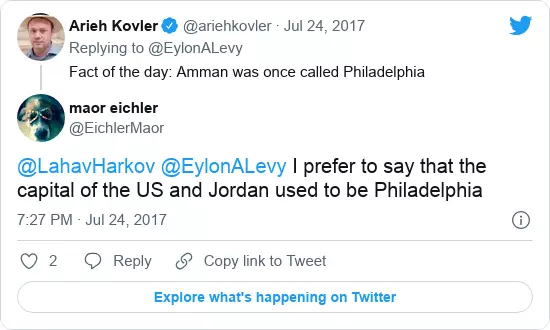 Arieh Kovler @ariehkovler · Jul 24, 2017
Replying to @EylonALevy
Fact of the day: Amman was once called Philadelphia
maor eichler
@EichlerMaor
@LahavHarkov @EylonALevy I prefer to say that the
capital of the US and Jordan used to be Philadelphia
7:27 PM · Jul 24, 2017
2 Reply Copy link to Tweet
Explore what's happening on Twitter